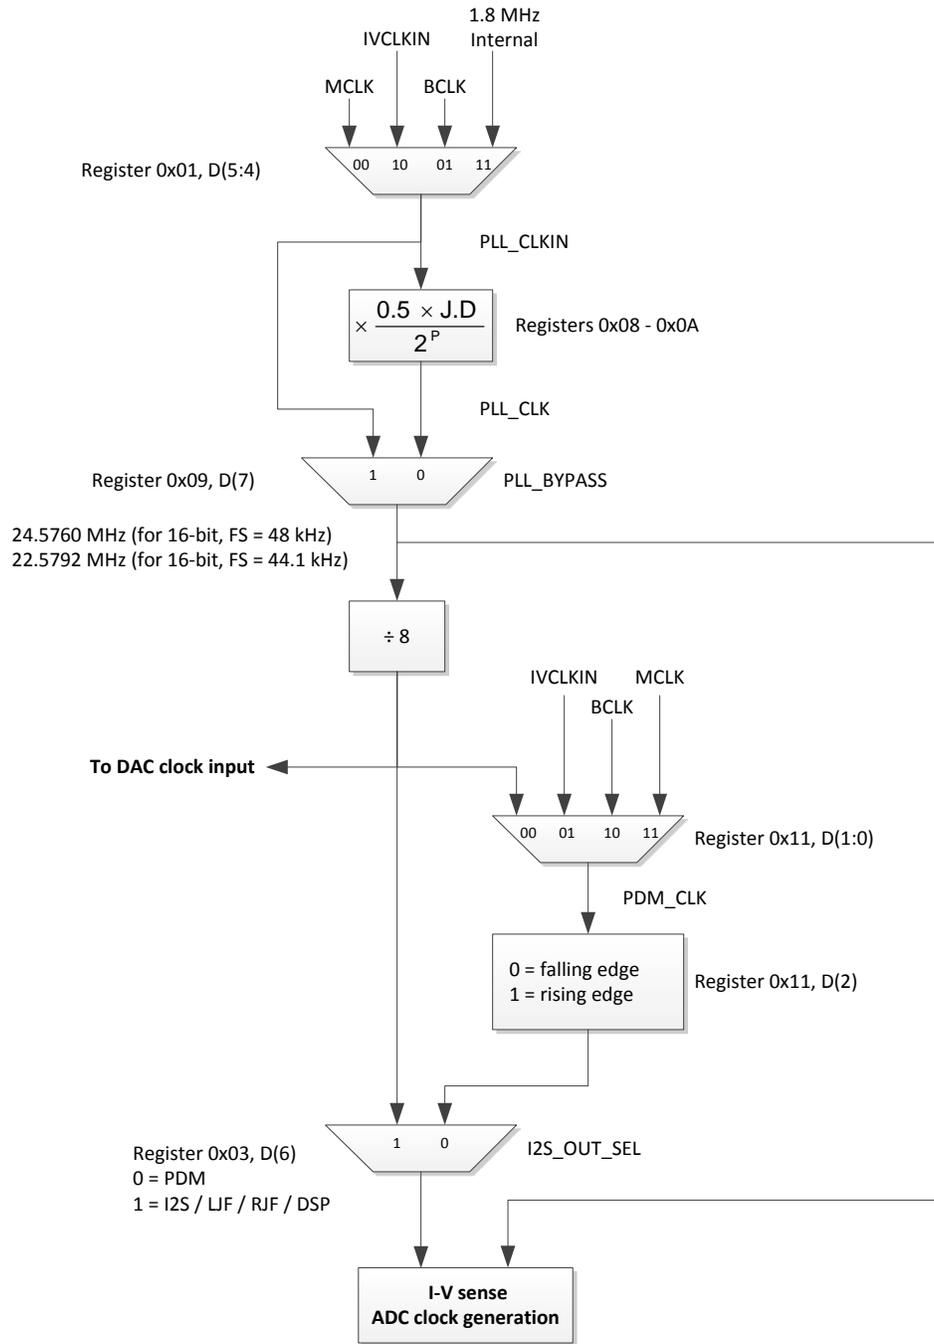 1.8 MHz
Internal
IVCLKIN
MCLK
BCLK
00 10 01 11
Register 0x01, D(5:4)
PLL_CLKIN
× 0.5 × J.D
2^P
Registers 0x08 - 0x0A
PLL_CLK
1 0
Register 0x09, D(7)
PLL_BYPASS
24.5760 MHz (for 16-bit, FS = 48 kHz)
22.5792 MHz (for 16-bit, FS = 44.1 kHz)
÷ 8
IVCLKIN
MCLK
BCLK
To DAC clock input
00 01 10 11
Register 0x11, D(1:0)
PDM_CLK
0 = falling edge
1 = rising edge
Register 0x11, D(2)
1 0
I2S_OUT_SEL
Register 0x03, D(6)
0 = PDM
1 = I2S / LJF / RJF / DSP
I-V sense
ADC clock generation